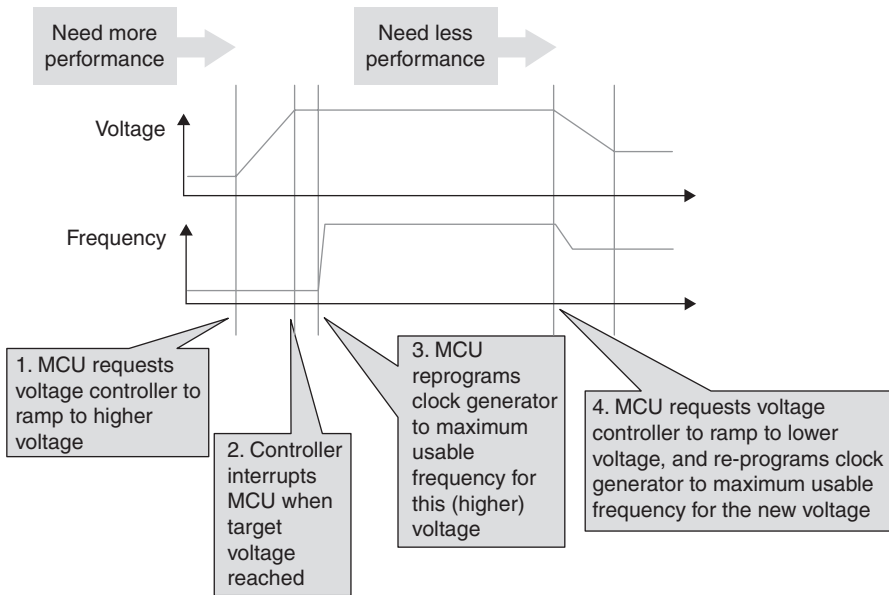 Need more
performance
Need less
performance
Voltage
Frequency
1. MCU requests
voltage controller to
ramp to higher
voltage
2. Controller
interrupts
MCU when
target
voltage
reached
3. MCU
reprograms
clock generator
to maximum
usable
frequency for
this (higher)
voltage
4. MCU requests voltage
controller to ramp to lower
voltage, and re-programs clock
generator to maximum usable
frequency for the new voltage